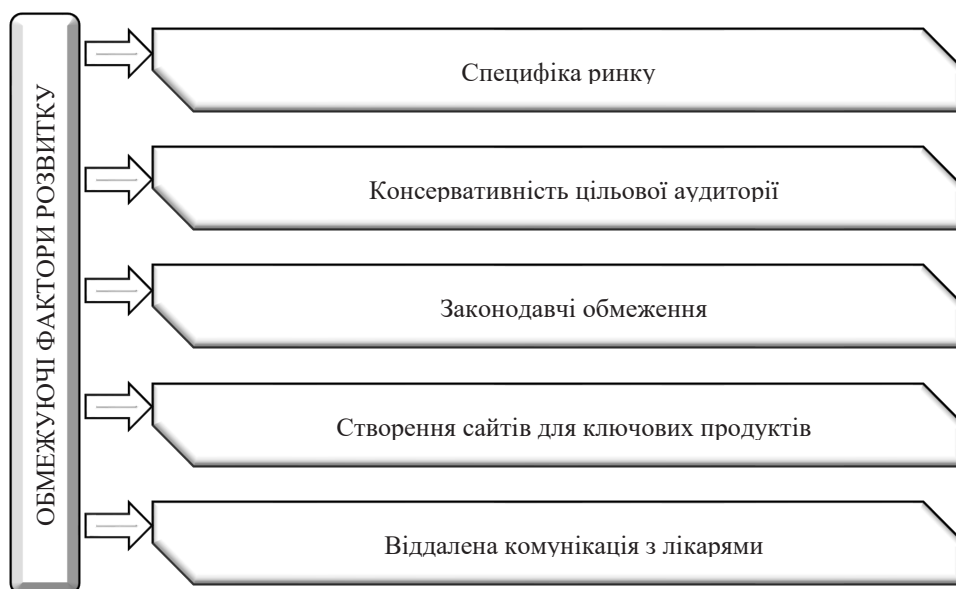 ОБМЕЖУЮЧІ ФАКТОРИ РОЗВИТКУ
Специфіка ринку
Консервативність цільової аудиторії
Законодавчі обмеження
Створення сайтів для ключових продуктів
Віддалена комунікація з лікарями